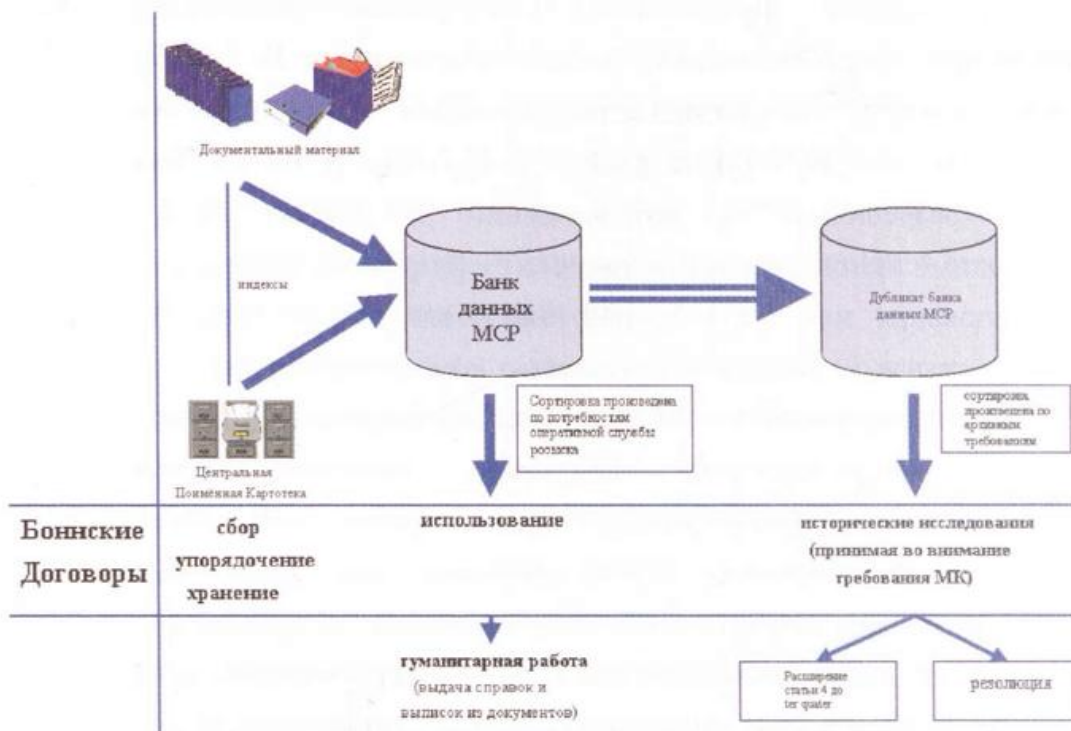 Документальный материал
индексы
Банк
данных
МСР
Дубликат банка
данных МСР
Сортировка произведена
по потребностям
оперативной службы
розыска
сортировка
произведена по
архивным
требованиям
Центральная
Поимённая Картотека
Боннские
Договоры
сбор
упорядочение
хранение
использование
исторические исследования
(принимая во внимание
требования МК)
гуманитарная работа
(выдача справок и
выписок из документов)
Расширение
статьи 4 до
ter quater
резолюция